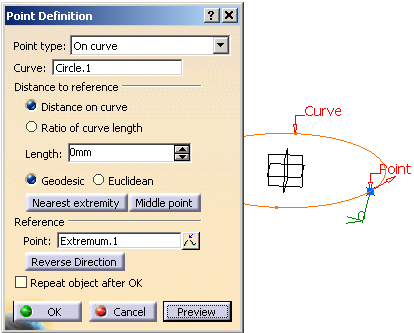 Point Definition
Point type: On curve
Curve: Circle.1
Distance to reference
Distance on curve
Ratio of curve length
Length: 0mm
Geodesic Euclidean
Nearest extremity Middle point
Reference
Point: Extremum.1
Reverse Direction
Repeat object after OK
OK Cancel Preview
Curve
Point